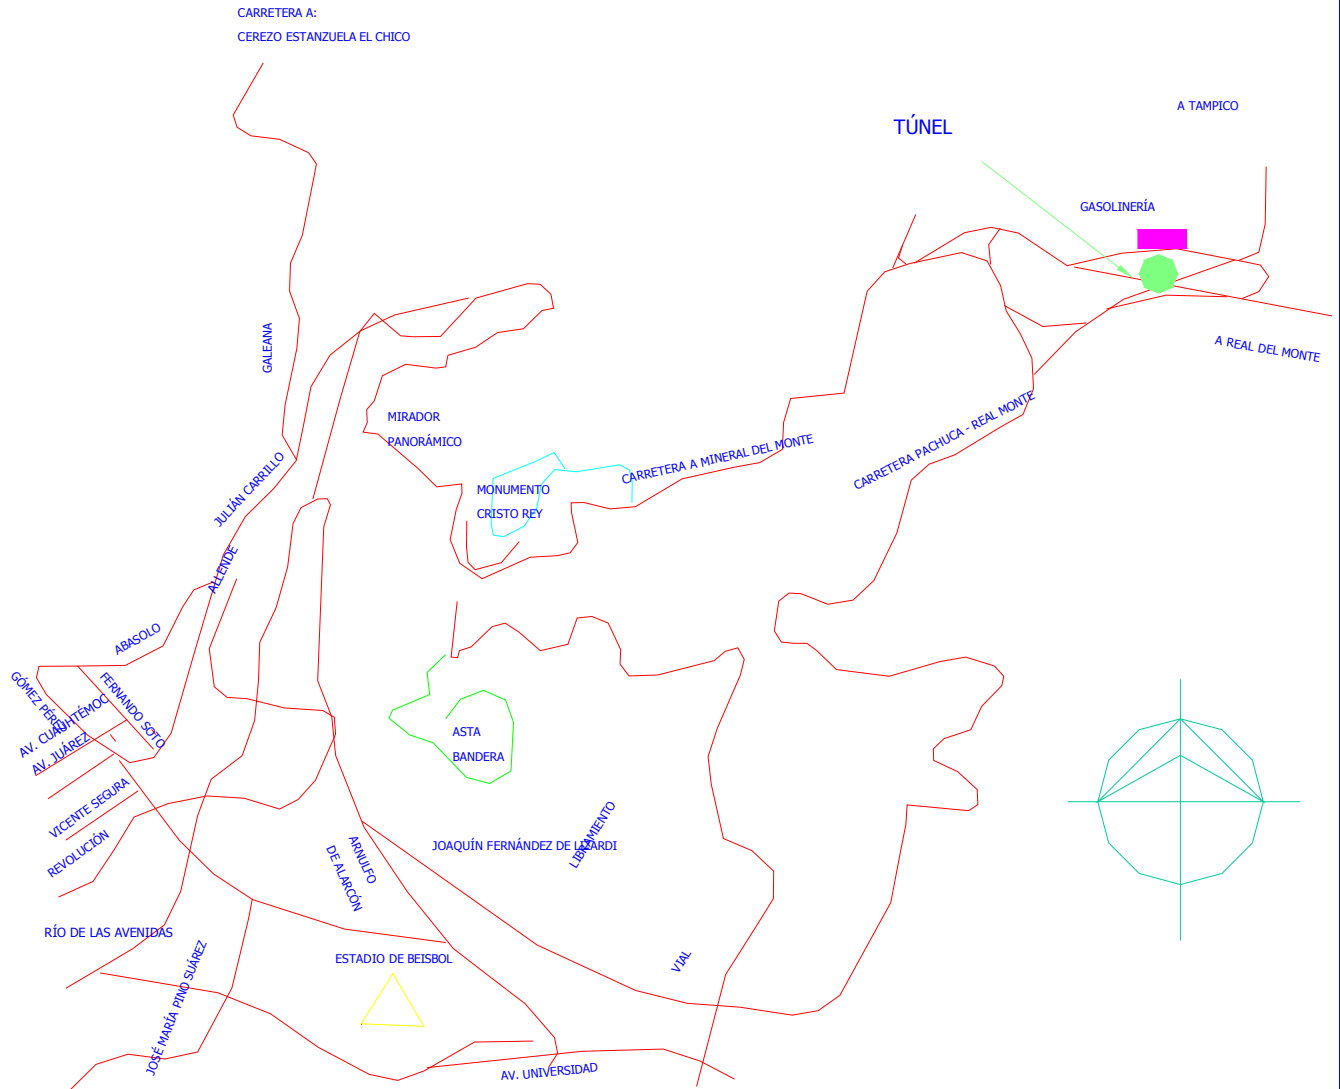 CARRETERA A:
CEREZO ESTANZUELA EL CHICO
A TAMPICO
TÚNEL
GASOLINERÍA
A REAL DEL MONTE
GALEANA
MIRADOR
PANORÁMICO
CARRETERA PACHUCA - REAL MONTE
CARRETERA A MINERAL DEL MONTE
JULIÁN CARRILLO
MONUMENTO
CRISTO REY
ALLENDE
ABASOLO
GÓMEZ PÉREZ
FERNANDO SOTO
AV. CUAUHTÉMOC
AV. JUÁREZ
ASTA
BANDERA
VICENTE SEGURA
REVOLUCIÓN
JOAQUÍN FERNÁNDEZ DE LIZARDI
LIBRAMIENTO
ARNULFO
DE ALARCÓN
RÍO DE LAS AVENIDAS
ESTADIO DE BEISBOL
VIAL
JOSÉ MARÍA PINO SUÁREZ
AV. UNIVERSIDAD